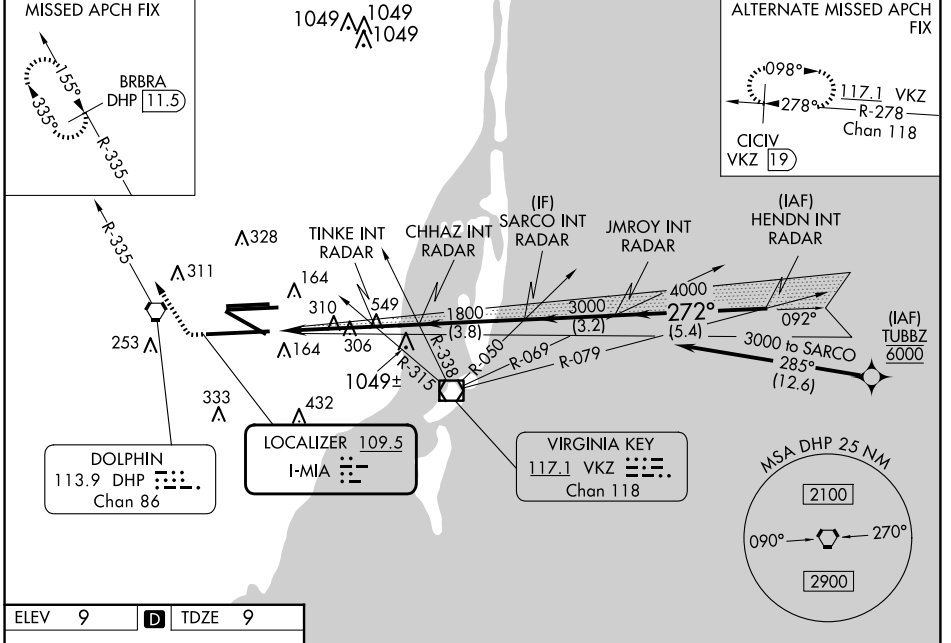 MISSED APCH FIX
155°
335°
BRBRA
DHP 11.5
R-335
1049
1049
1049
ALTERNATE MISSED APCH
FIX
098°
278°
117.1 VKZ
R-278
Chan 118
CICIV
VKZ 19
R-335
328
311
164
310
549
306
253
164
333
432
1049±
TINKE INT
RADAR
CHHAZ INT
RADAR
(IF)
SARCO INT
RADAR
JMROY INT
RADAR
(IAF)
HENDN INT
RADAR
1800
(3.8)
3000
(3.2)
4000
272°
(5.4)
092°
R-315
R-338
R-050
R-069
R-079
3000 to SARCO
285°
(12.6)
(IAF)
TUBBZ
6000
DOLPHIN
113.9 DHP
Chan 86
LOCALIZER 109.5
I-MIA
VIRGINIA KEY
117.1 VKZ
Chan 118
MSA DHP 25 NM
2100
090°
270°
2900
ELEV 9 D TDZE 9